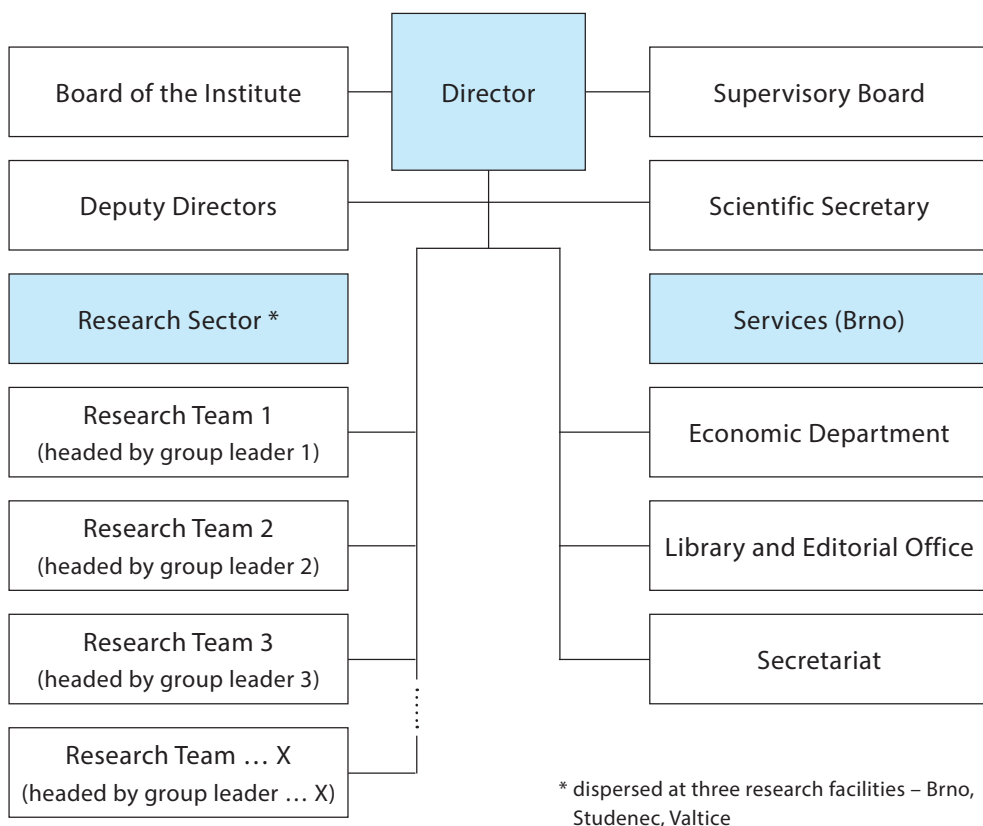 Board of the Institute
Director
Supervisory Board
Deputy Directors
Scientific Secretary
Research Sector *
Services (Brno)
Research Team 1
(headed by group leader 1)
Economic Department
Research Team 2
(headed by group leader 2)
Library and Editorial Office
Research Team 3
(headed by group leader 3)
Secretariat
Research Team … X
(headed by group leader … X)
* dispersed at three research facilities – Brno,
Studenec, Valtice